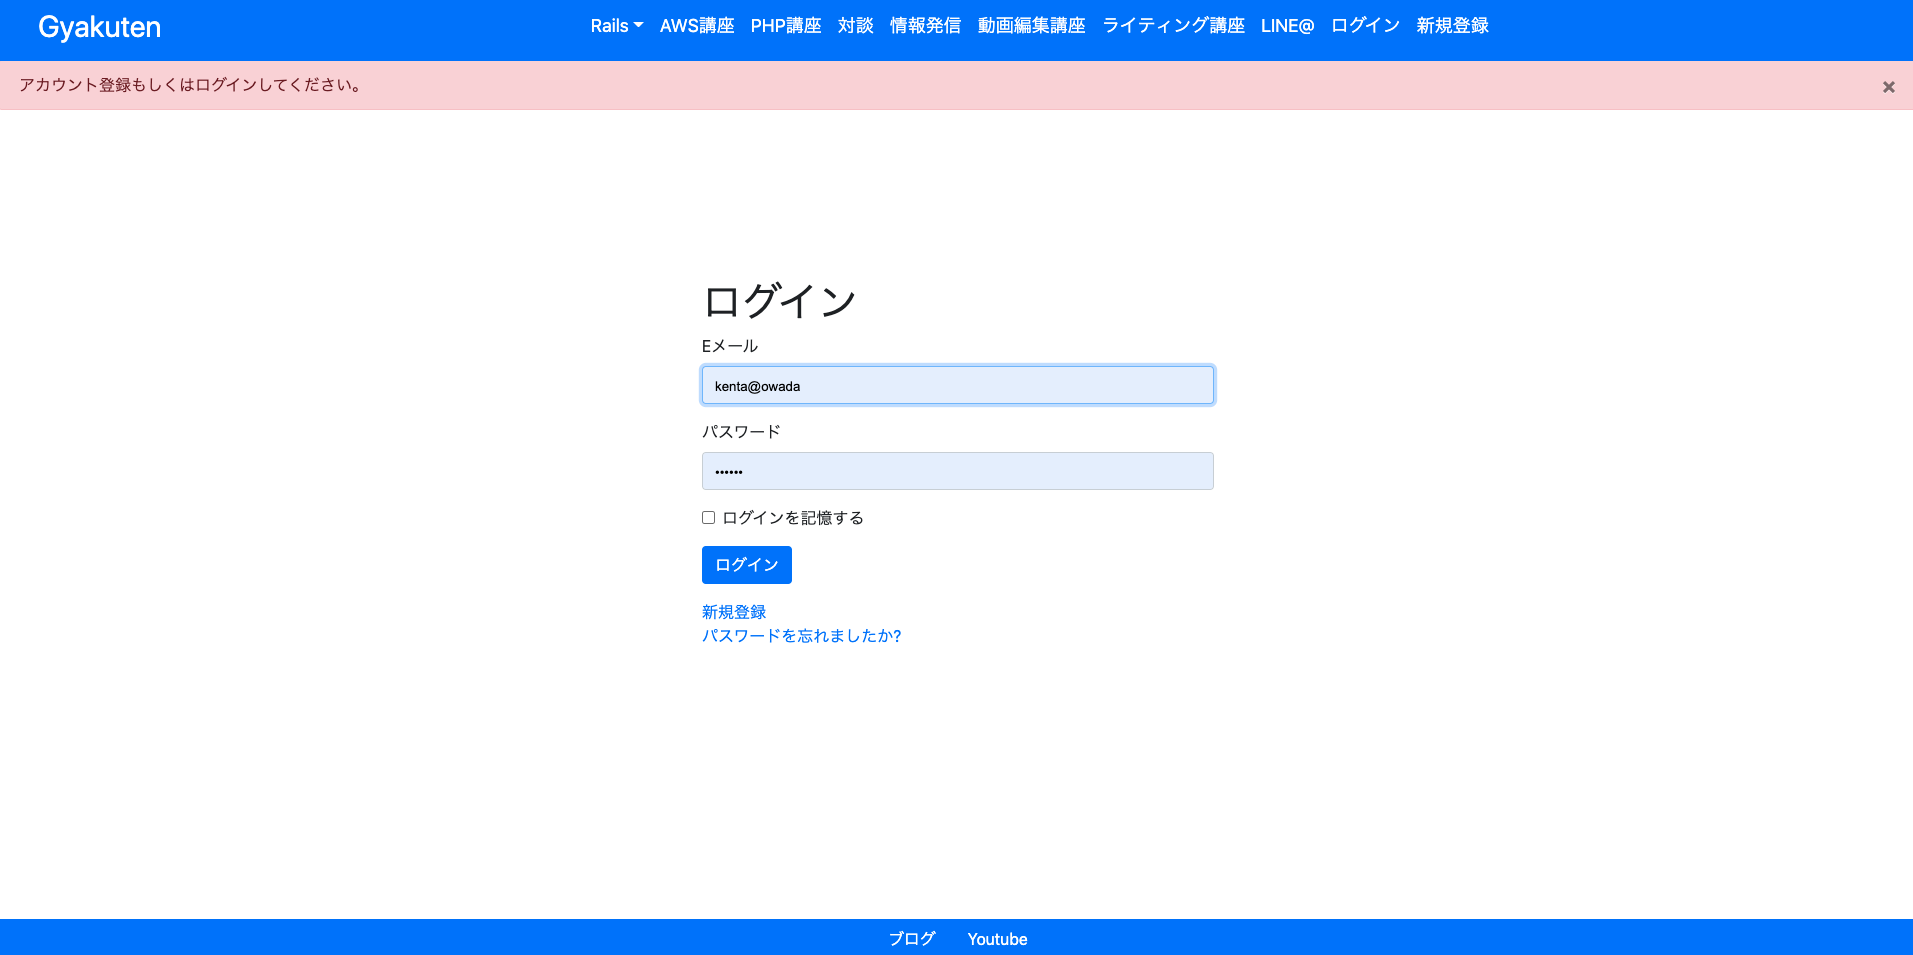 Gyakuten
Rails AWS講座 PHP講座 対談 情報発信 動画編集講座 ライティング講座 LINE@ ログイン 新規登録
アカウント登録もしくはログインしてください。 ×
ログイン
Eメール
kenta@owada
パスワード
••••••
ログインを記憶する
ログイン
新規登録
パスワードを忘れましたか?
ブログ Youtube